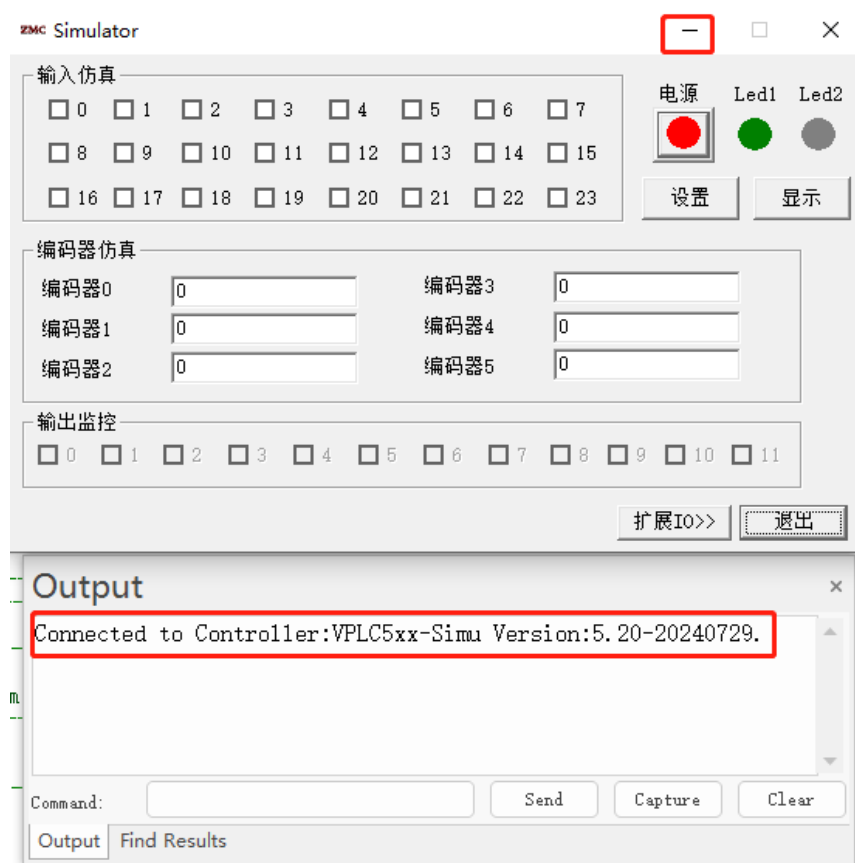 ZMC Simulator
输入仿真
0 1 2 3 4 5 6 7
8 9 10 11 12 13 14 15
16 17 18 19 20 21 22 23
电源 Led1 Led2
设置 显示
编码器仿真
编码器0 0 编码器3 0
编码器1 0 编码器4 0
编码器2 0 编码器5 0
输出监控
0 1 2 3 4 5 6 7 8 9 10 11
扩展IO>> 退出
Output
Connected to Controller:VPLC5xx-Simu Version:5.20-20240729.
m
Command: Send Capture Clear
Output Find Results